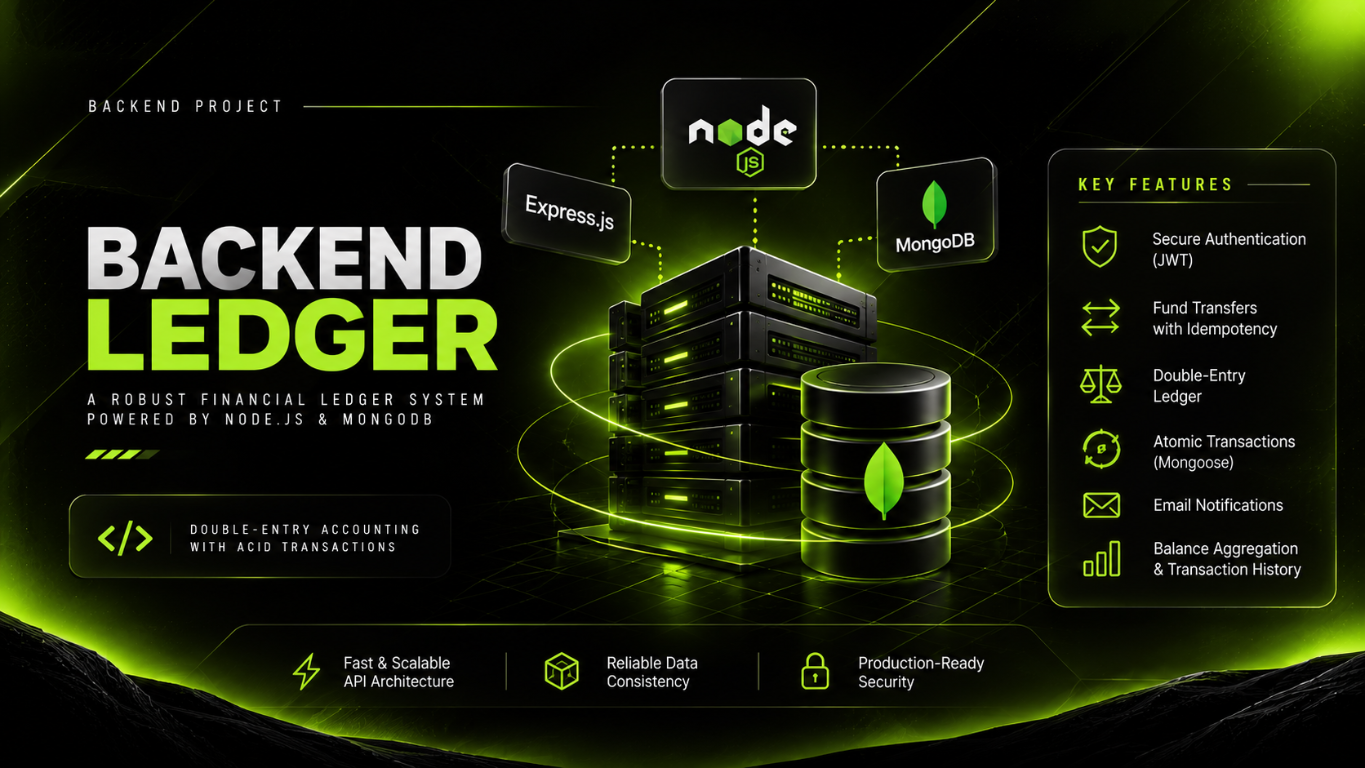 BACKEND PROJECT
BACKEND
LEDGER
A ROBUST FINANCIAL LEDGER SYSTEM
POWERED BY NODE.JS & MONGODB
</>
DOUBLE-ENTRY ACCOUNTING
WITH ACID TRANSACTIONS
node
JS
Express.js
MongoDB
KEY FEATURES
Secure Authentication
(JWT)
Fund Transfers
with Idempotency
Double-Entry
Ledger
Atomic Transactions
(Mongoose)
Email Notifications
Balance Aggregation
& Transaction History
Fast & Scalable
API Architecture
Reliable Data
Consistency
Production-Ready
Security